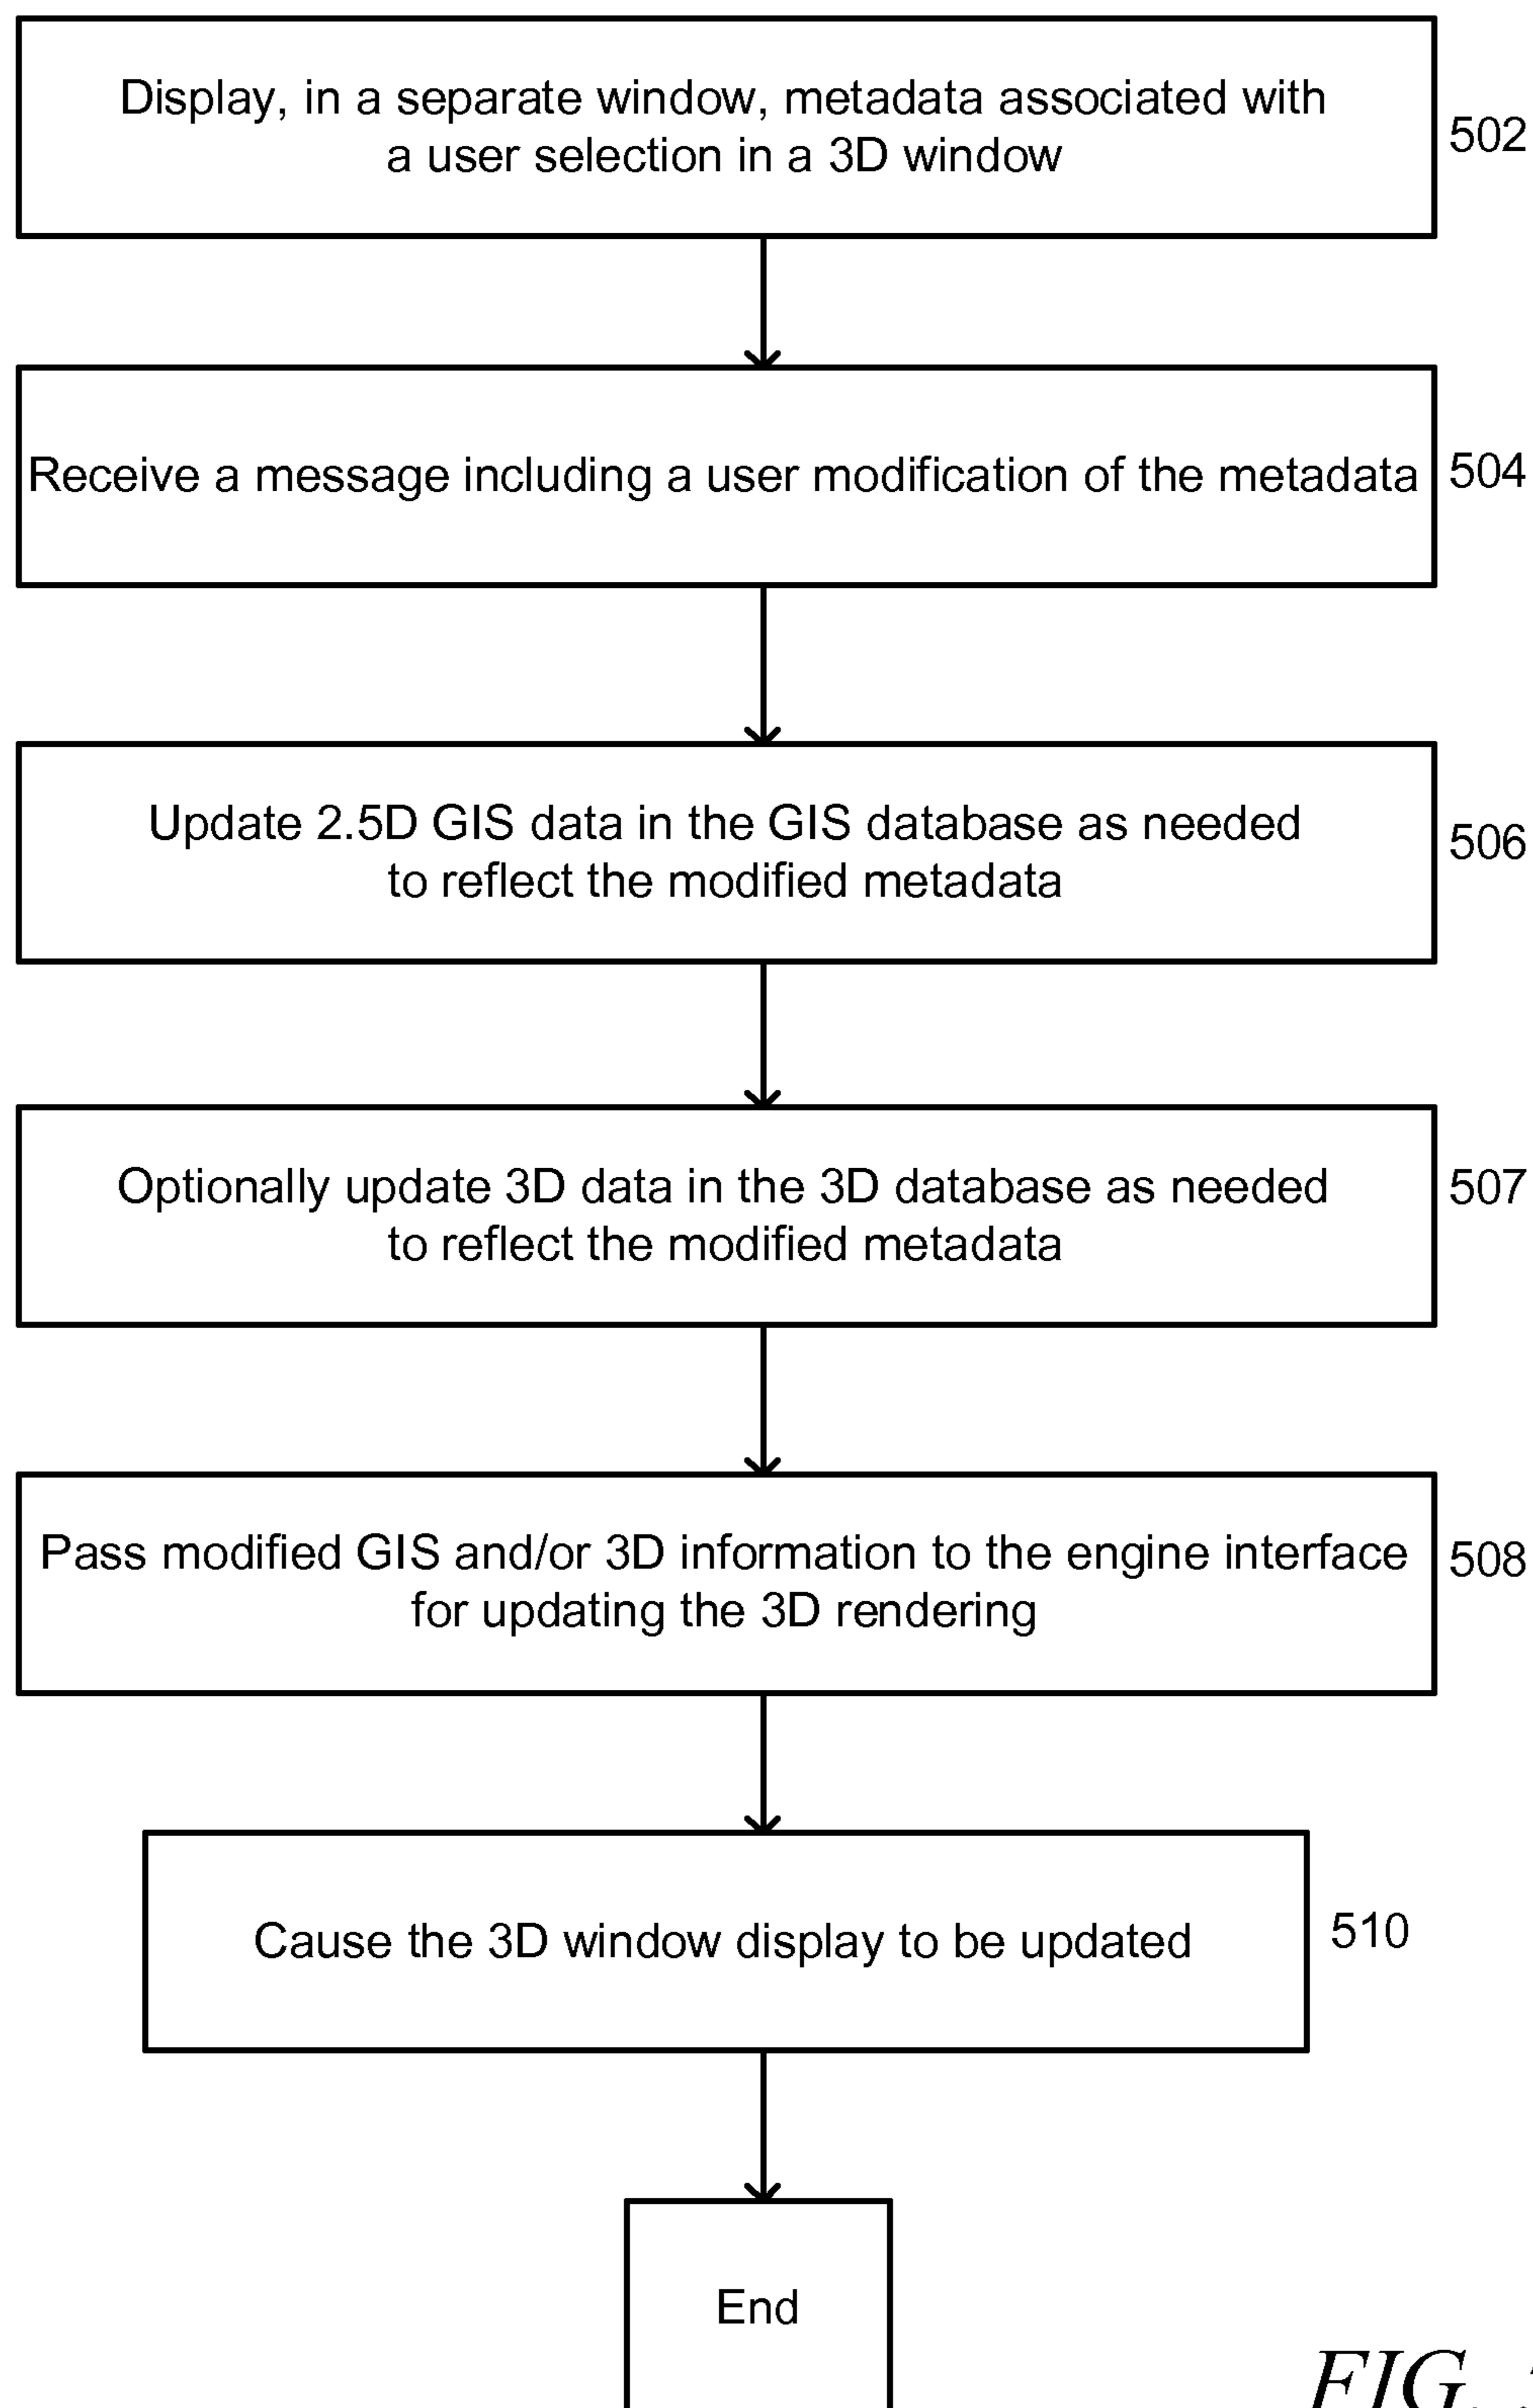 Display, in a separate window, metadata associated with
a user selection in a 3D window
502
Receive a message including a user modification of the metadata
504
Update 2.5D GIS data in the GIS database as needed
to reflect the modified metadata
506
Optionally update 3D data in the 3D database as needed
to reflect the modified metadata
507
Pass modified GIS and/or 3D information to the engine interface
for updating the 3D rendering
508
Cause the 3D window display to be updated
510
End
FIG.